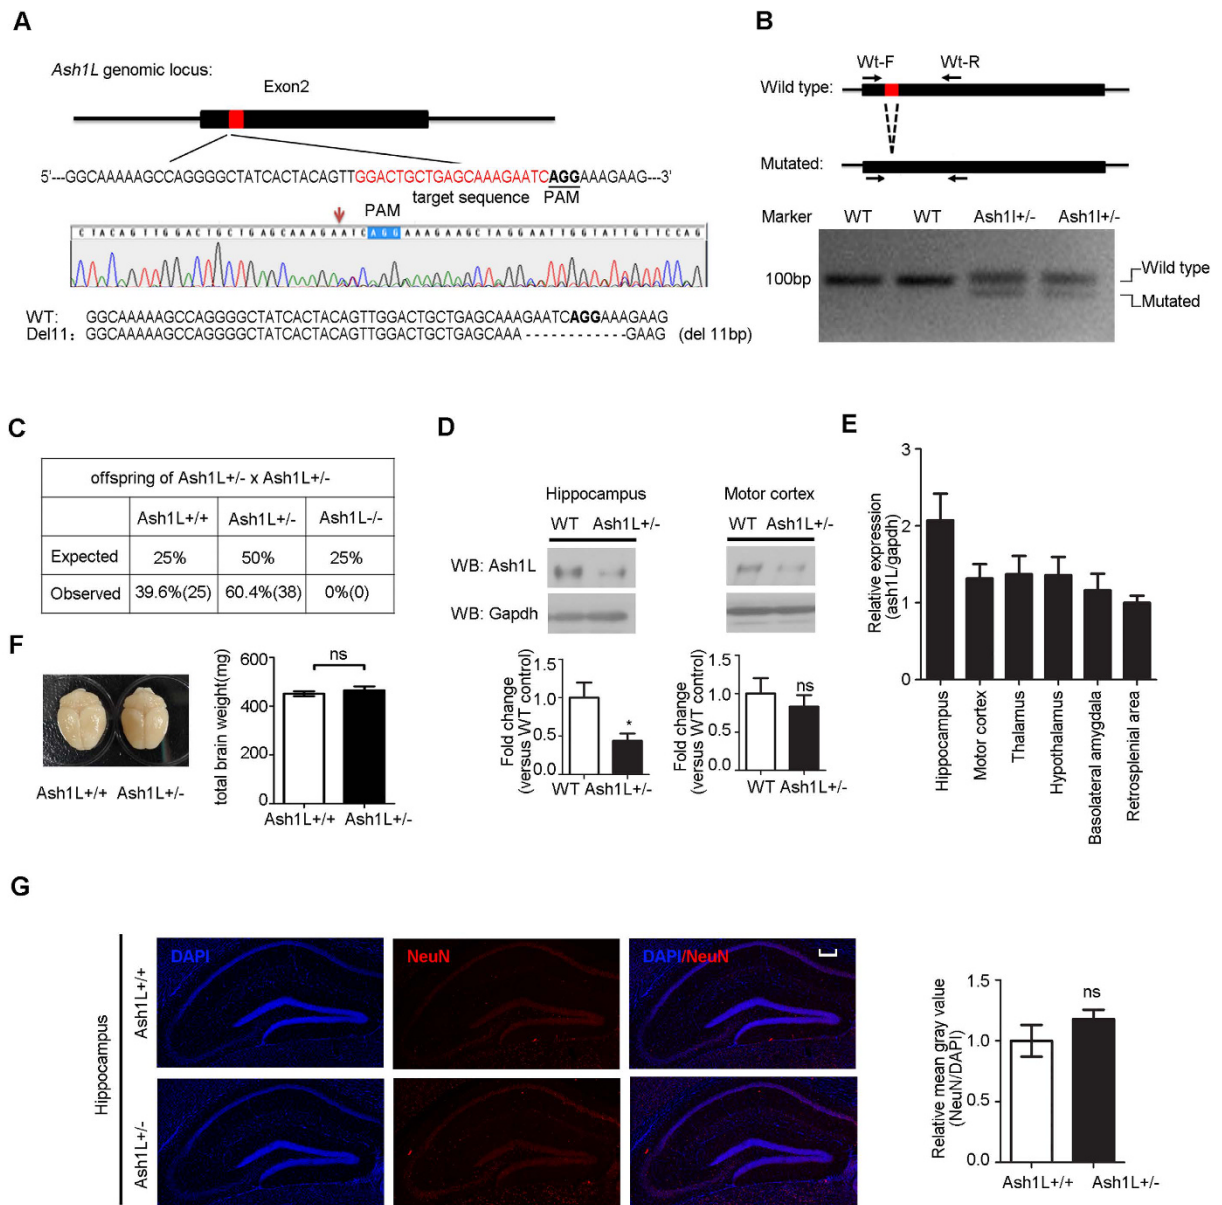 A
Ash1L genomic locus:
Exon2
5'---GGCAAAAAGCCAGGGGCTATCACTACAGTTGGACTGCTGAGCAAAGAATCAGGAAAGAAG---3'
target sequence PAM
PAM
CTACAGTTGGACTGCTGAGCAAAGAATCAGGAAAGAAGCTAGGAATTGGTATTGTTCCAG
WT: GGCAAAAAGCCAGGGGCTATCACTACAGTTGGACTGCTGAGCAAAGAATCAGGAAAGAAG
Del11: GGCAAAAAGCCAGGGGCTATCACTACAGTTGGACTGCTGAGCAAA-----------GAAG (del 11bp)
B
Wt-F Wt-R
Wild type:
Mutated:
Marker WT WT Ash1l+/- Ash1l+/-
100bp
Wild type
Mutated
C
offspring of Ash1L+/- x Ash1L+/-
Ash1L+/+ Ash1L+/- Ash1L-/-
Expected 25% 50% 25%
Observed 39.6%(25) 60.4%(38) 0%(0)
D
Hippocampus Motor cortex
WT Ash1L+/- WT Ash1L+/-
WB: Ash1L
WB: Gapdh
Fold change
(versus WT control)
1.5
1.0
0.5
0.0
*
WT Ash1L+/-
Fold change
(versus WT control)
2.0
1.5
1.0
0.5
0.0
ns
WT Ash1L+/-
E
Relative expression
(ash1L/gapdh)
3
2
1
0
Hippocampus
Motor cortex
Thalamus
Hypothalamus
Basolateral amygdala
Retrosplenial area
F
Ash1L+/+ Ash1L+/-
total brain weight(mg)
600
400
200
0
ns
Ash1L+/+ Ash1L+/-
G
Hippocampus
Ash1L+/+
Ash1L+/-
DAPI
NeuN
DAPI/NeuN
Relative mean gray value
(NeuN/DAPI)
1.5
1.0
0.5
0.0
ns
Ash1L+/+ Ash1L+/-